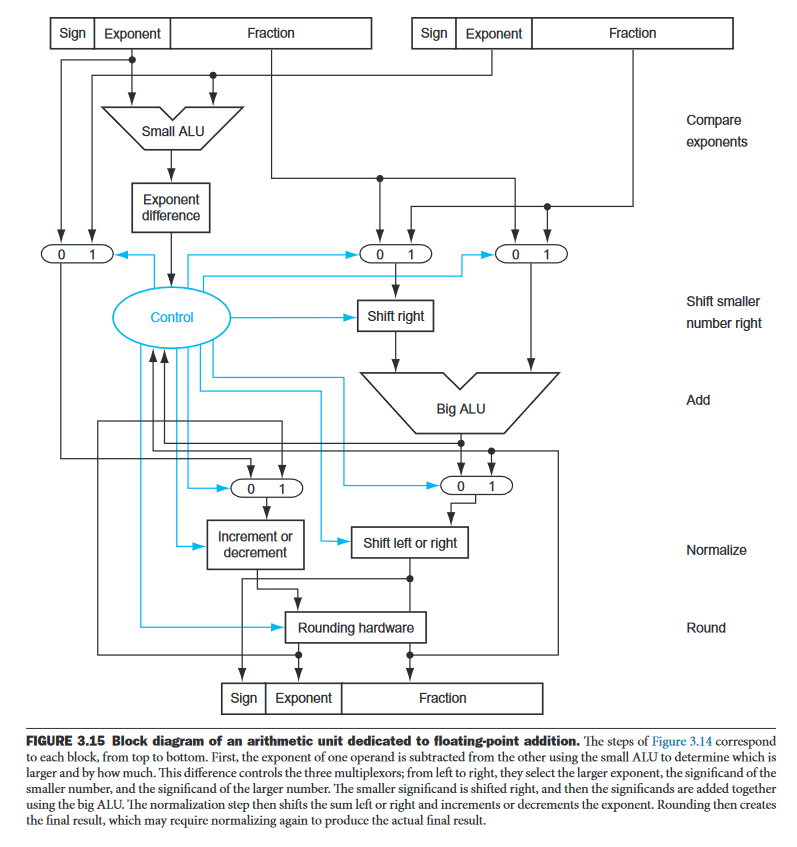 Sign Exponent Fraction Sign Exponent Fraction
Small ALU
Compare
exponents
Exponent
difference
0 1 0 1 0 1
Control
Shift right
Shift smaller
number right
Big ALU
Add
0 1 0 1
Increment or
decrement
Shift left or right
Normalize
Rounding hardware
Round
Sign Exponent Fraction
FIGURE 3.15 Block diagram of an arithmetic unit dedicated to floating-point addition. The steps of Figure 3.14 correspond
to each block, from top to bottom. First, the exponent of one operand is subtracted from the other using the small ALU to determine which is
larger and by how much. This difference controls the three multiplexors; from left to right, they select the larger exponent, the significand of the
smaller number, and the significand of the larger number. The smaller significand is shifted right, and then the significands are added together
using the big ALU. The normalization step then shifts the sum left or right and increments or decrements the exponent. Rounding then creates
the final result, which may require normalizing again to produce the actual final result.